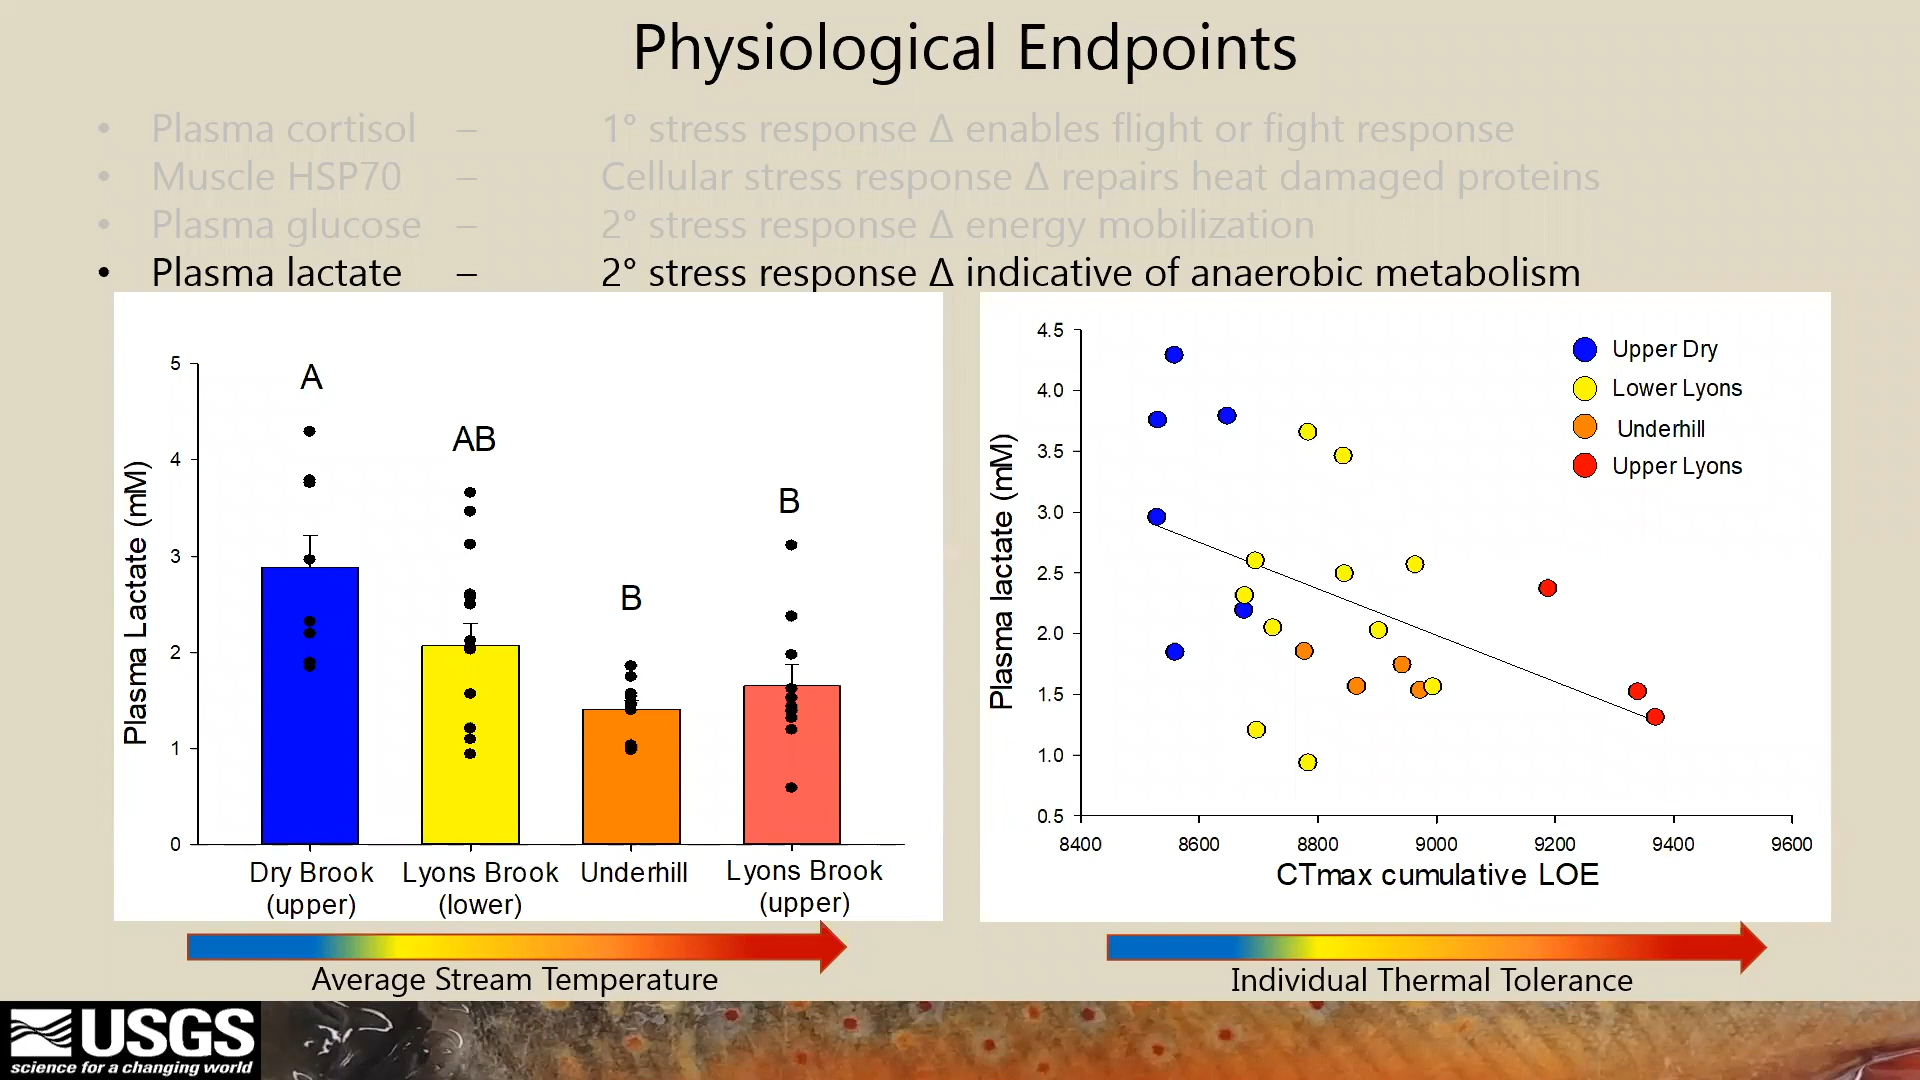 Physiological Endpoints
• Plasma cortisol – 1° stress response Δ enables flight or fight response
• Muscle HSP70 – Cellular stress response Δ repairs heat damaged proteins
• Plasma glucose – 2° stress response Δ energy mobilization
• Plasma lactate – 2° stress response Δ indicative of anaerobic metabolism
Plasma Lactate (mM)
5
4
3
2
1
0
A
AB
B
B
Dry Brook (upper)
Lyons Brook (lower)
Underhill
Lyons Brook (upper)
Average Stream Temperature
Plasma lactate (mM)
4.5
4.0
3.5
3.0
2.5
2.0
1.5
1.0
0.5
Upper Dry
Lower Lyons
Underhill
Upper Lyons
8400 8600 8800 9000 9200 9400 9600
CTmax cumulative LOE
Individual Thermal Tolerance
USGS
science for a changing world